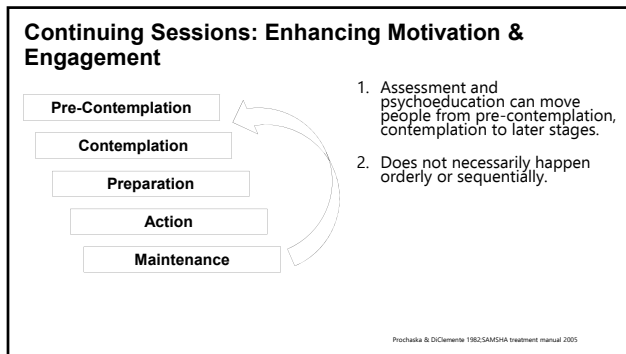 Continuing Sessions: Enhancing Motivation &
Engagement
Pre-Contemplation
Contemplation
Preparation
Action
Maintenance
1. Assessment and
psychoeducation can move
people from pre-contemplation,
contemplation to later stages.
2. Does not necessarily happen
orderly or sequentially.
Prochaska & DiClemente 1982;SAMSHA treatment manual 2005